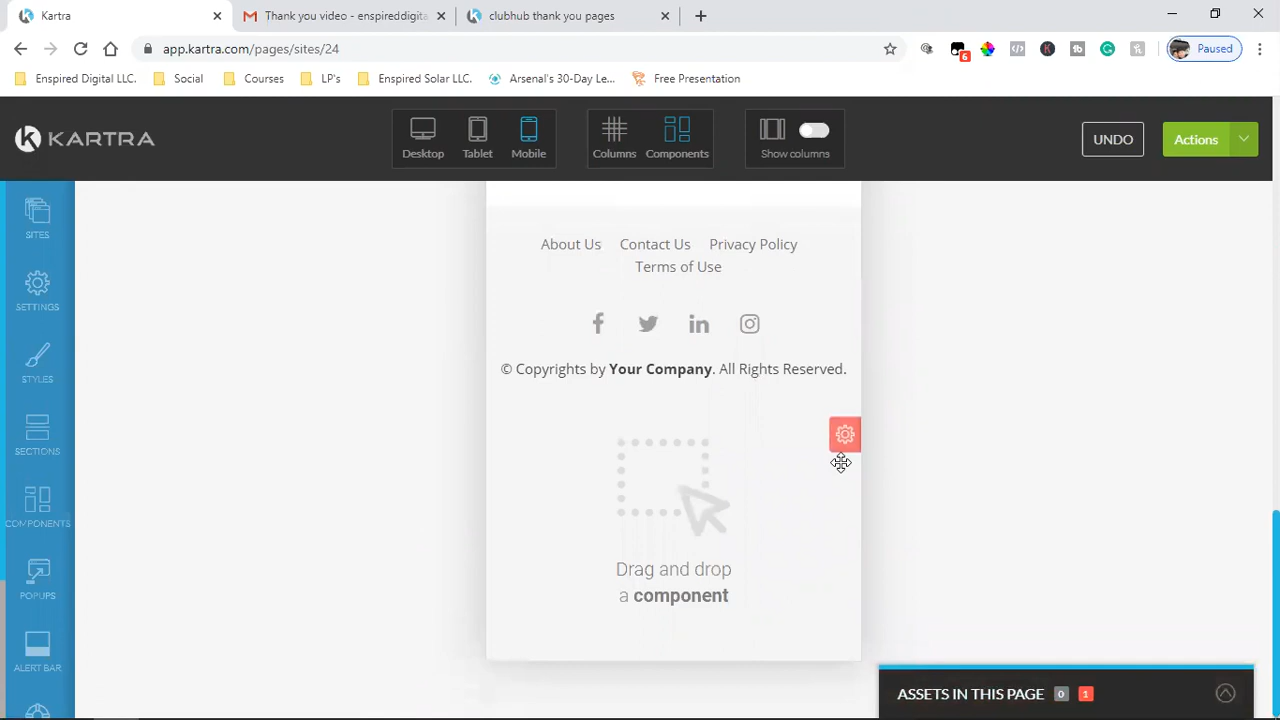 Kartra
Thank you video - enspireddigita
clubhub thank you pages
app.kartra.com/pages/sites/24
6
Paused
Enspired Digital LLC.
Social
Courses
LP's
Enspired Solar LLC.
Arsenal's 30-Day Le...
Free Presentation
KARTRA
Desktop
Tablet
Mobile
Columns
Components
Show columns
UNDO
Actions
SITES
SETTINGS
STYLES
SECTIONS
COMPONENTS
POPUPS
ALERT BAR
About Us Contact Us Privacy Policy
Terms of Use
© Copyrights by Your Company. All Rights Reserved.
Drag and drop
a component
ASSETS IN THIS PAGE 0 1